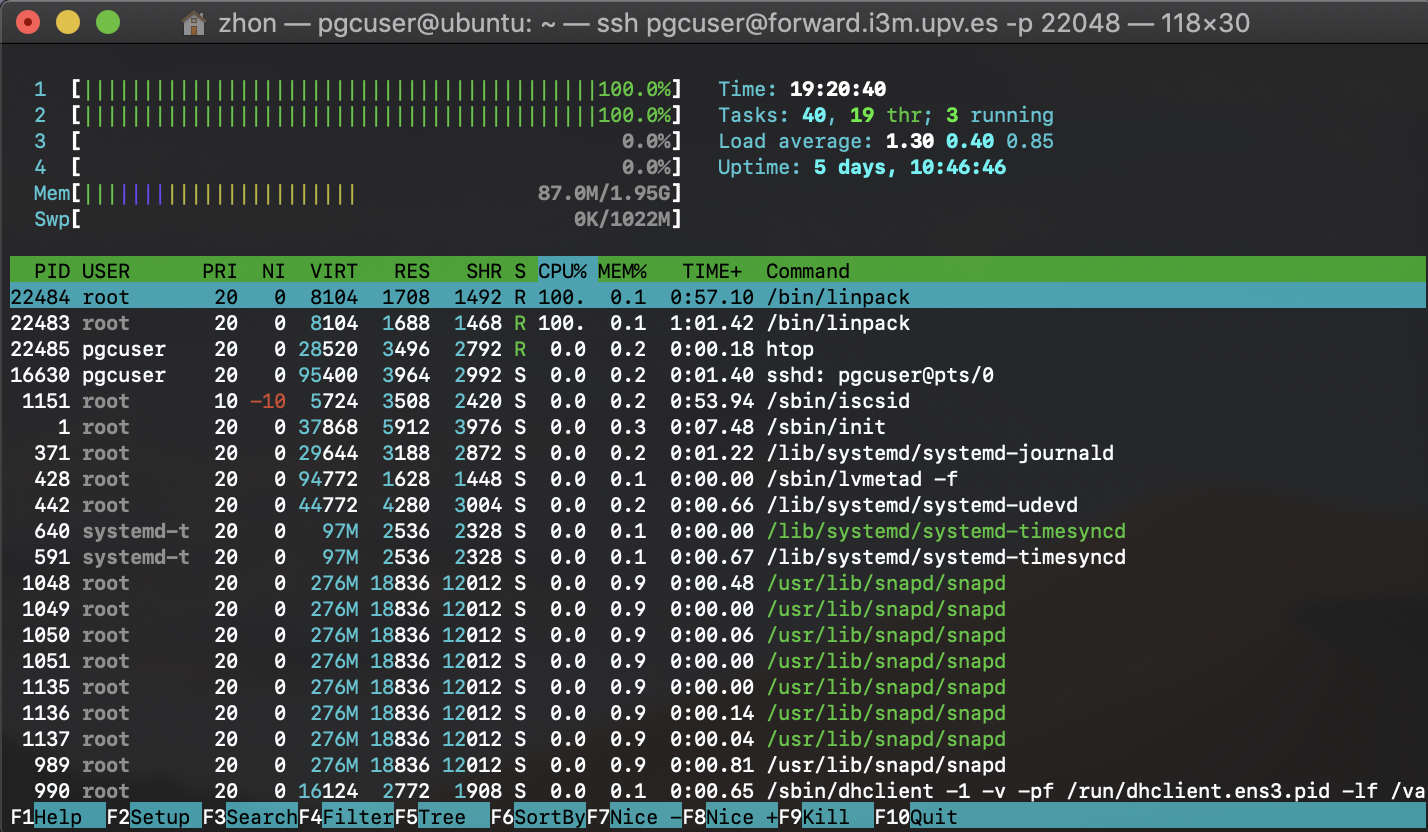 zhon — pgcuser@ubuntu: ~ — ssh pgcuser@forward.i3m.upv.es -p 22048 — 118×30
1 [||||||||||||||||||||||||||||||||||||||||||||100.0%] Time: 19:20:40
2 [||||||||||||||||||||||||||||||||||||||||||||100.0%] Tasks: 40, 19 thr; 3 running
3 [ 0.0%] Load average: 1.30 0.40 0.85
4 [ 0.0%] Uptime: 5 days, 10:46:46
Mem[||||||||||||||||||||||| 87.0M/1.95G]
Swp[ 0K/1022M]
PID USER PRI NI VIRT RES SHR S CPU% MEM% TIME+ Command
22484 root 20 0 8104 1708 1492 R 100. 0.1 0:57.10 /bin/linpack
22483 root 20 0 8104 1688 1468 R 100. 0.1 1:01.42 /bin/linpack
22485 pgcuser 20 0 28520 3496 2792 R 0.0 0.2 0:00.18 htop
16630 pgcuser 20 0 95400 3964 2992 S 0.0 0.2 0:01.40 sshd: pgcuser@pts/0
1151 root 10 -10 5724 3508 2420 S 0.0 0.2 0:53.94 /sbin/iscsid
1 root 20 0 37868 5912 3976 S 0.0 0.3 0:07.48 /sbin/init
371 root 20 0 29644 3188 2872 S 0.0 0.2 0:01.22 /lib/systemd/systemd-journald
428 root 20 0 94772 1628 1448 S 0.0 0.1 0:00.00 /sbin/lvmetad -f
442 root 20 0 44772 4280 3004 S 0.0 0.2 0:00.66 /lib/systemd/systemd-udevd
640 systemd-t 20 0 97M 2536 2328 S 0.0 0.1 0:00.00 /lib/systemd/systemd-timesyncd
591 systemd-t 20 0 97M 2536 2328 S 0.0 0.1 0:00.67 /lib/systemd/systemd-timesyncd
1048 root 20 0 276M 18836 12012 S 0.0 0.9 0:00.48 /usr/lib/snapd/snapd
1049 root 20 0 276M 18836 12012 S 0.0 0.9 0:00.00 /usr/lib/snapd/snapd
1050 root 20 0 276M 18836 12012 S 0.0 0.9 0:00.06 /usr/lib/snapd/snapd
1051 root 20 0 276M 18836 12012 S 0.0 0.9 0:00.00 /usr/lib/snapd/snapd
1135 root 20 0 276M 18836 12012 S 0.0 0.9 0:00.00 /usr/lib/snapd/snapd
1136 root 20 0 276M 18836 12012 S 0.0 0.9 0:00.14 /usr/lib/snapd/snapd
1137 root 20 0 276M 18836 12012 S 0.0 0.9 0:00.04 /usr/lib/snapd/snapd
989 root 20 0 276M 18836 12012 S 0.0 0.9 0:00.81 /usr/lib/snapd/snapd
990 root 20 0 16124 2772 1908 S 0.0 0.1 0:00.65 /sbin/dhclient -1 -v -pf /run/dhclient.ens3.pid -lf /va
F1Help F2Setup F3SearchF4FilterF5Tree F6SortByF7Nice -F8Nice +F9Kill F10Quit